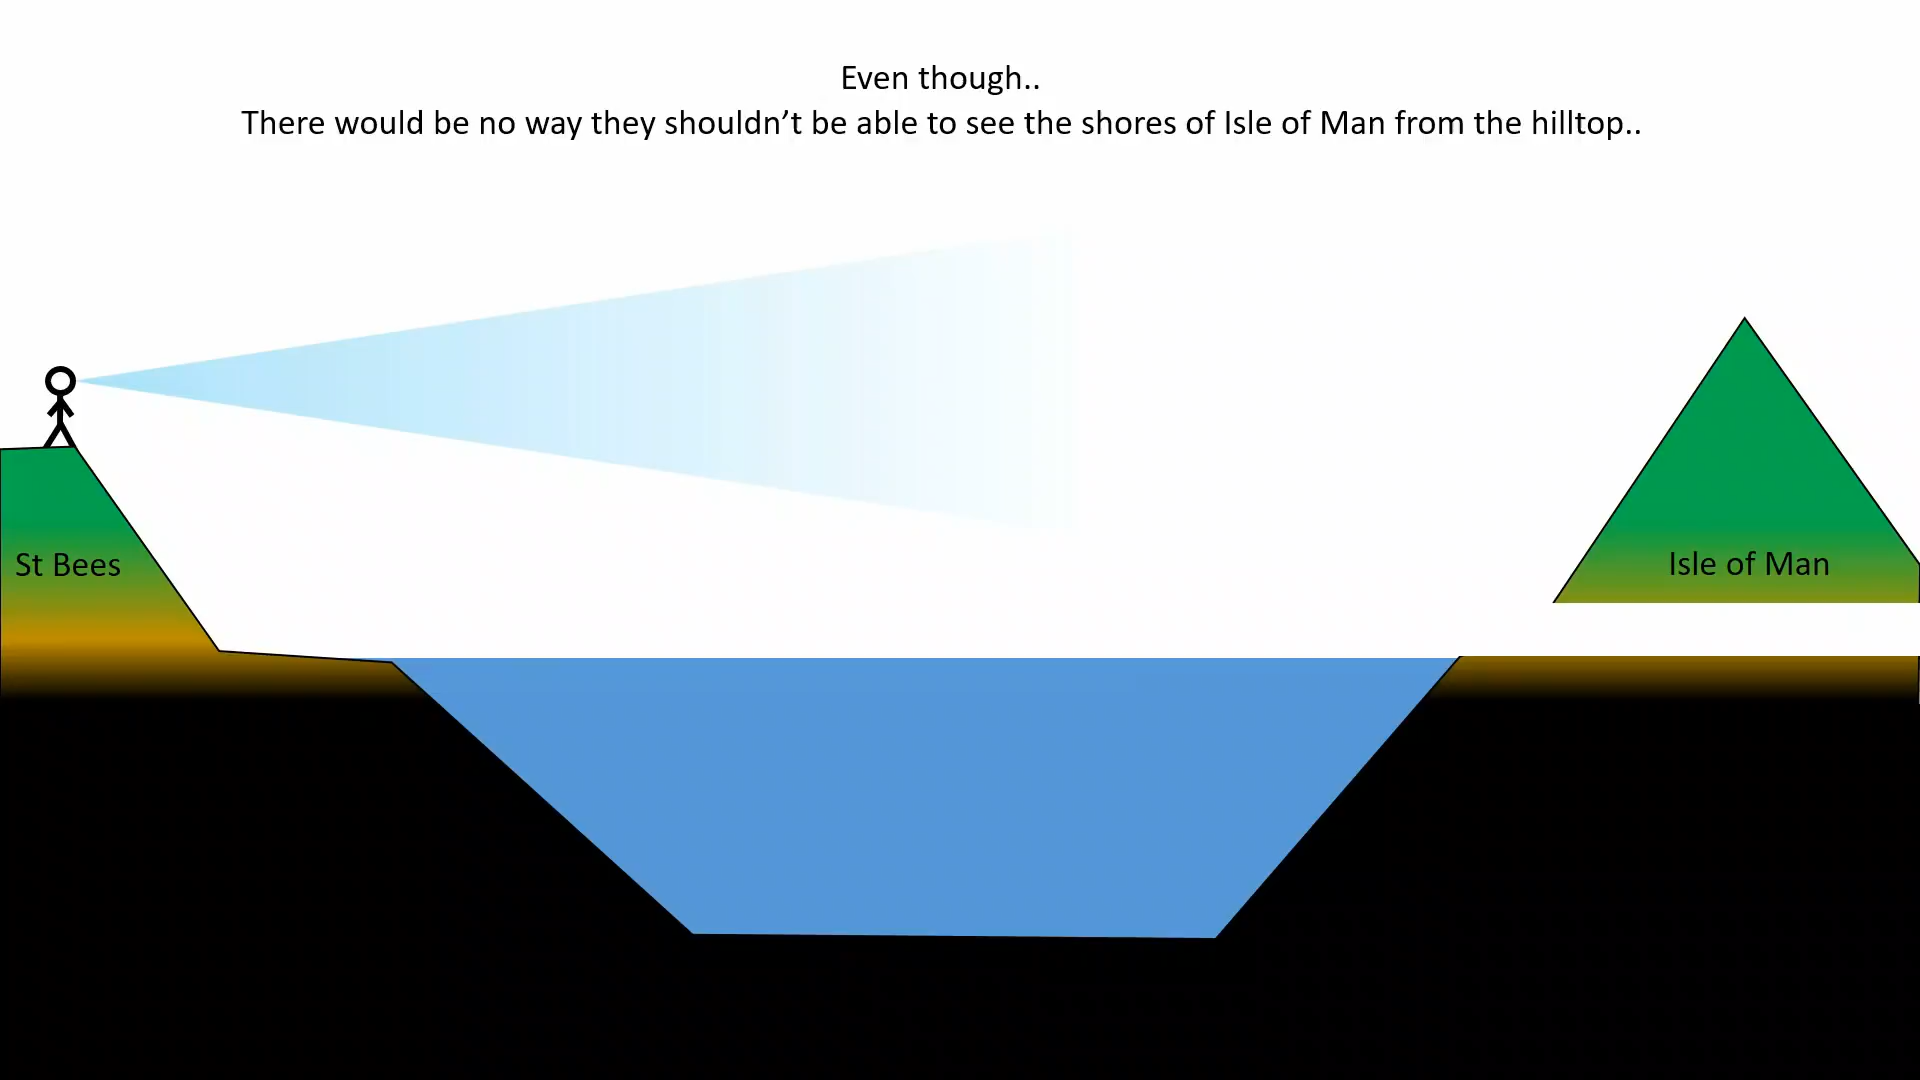 Even though..
There would be no way they shouldn’t be able to see the shores of Isle of Man from the hilltop..
St Bees
Isle of Man